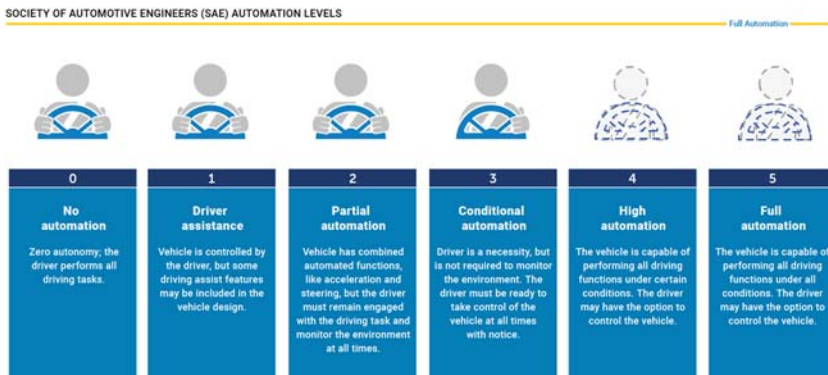 SOCIETY OF AUTOMOTIVE ENGINEERS (SAE) AUTOMATION LEVELS
Full Automation
0
No
automation
Zero autonomy; the
driver performs all
driving tasks.
1
Driver
assistance
Vehicle is controlled by
the driver, but some
driving assist features
may be included in the
vehicle design.
2
Partial
automation
Vehicle has combined
automated functions,
like acceleration and
steering, but the driver
must remain engaged
with the driving task and
monitor the environment
at all times.
3
Conditional
automation
Driver is a necessity, but
is not required to monitor
the environment. The
driver must be ready to
take control of the
vehicle at all times
with notice.
4
High
automation
The vehicle is capable of
performing all driving
functions under certain
conditions. The driver
may have the option to
control the vehicle.
5
Full
automation
The vehicle is capable of
performing all driving
functions under all
conditions. The driver
may have the option to
control the vehicle.